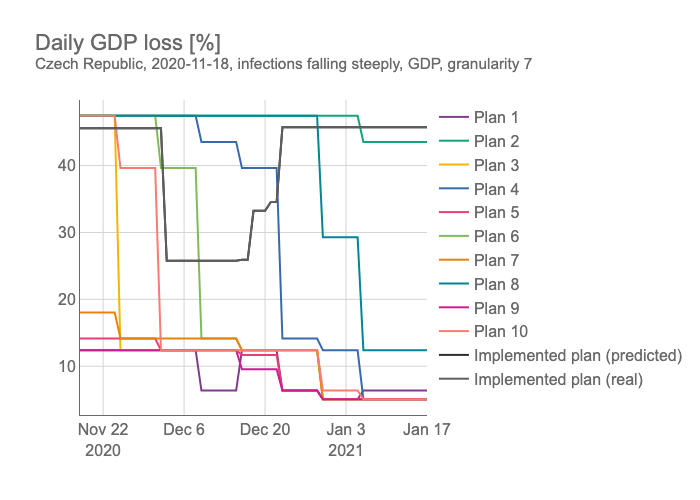 Daily GDP loss [%]
Czech Republic, 2020-11-18, infections falling steeply, GDP, granularity 7
40
30
20
10
Nov 22
2020
Dec 6
Dec 20
Jan 3
2021
Jan 17
Plan 1
Plan 2
Plan 3
Plan 4
Plan 5
Plan 6
Plan 7
Plan 8
Plan 9
Plan 10
Implemented plan (predicted)
Implemented plan (real)